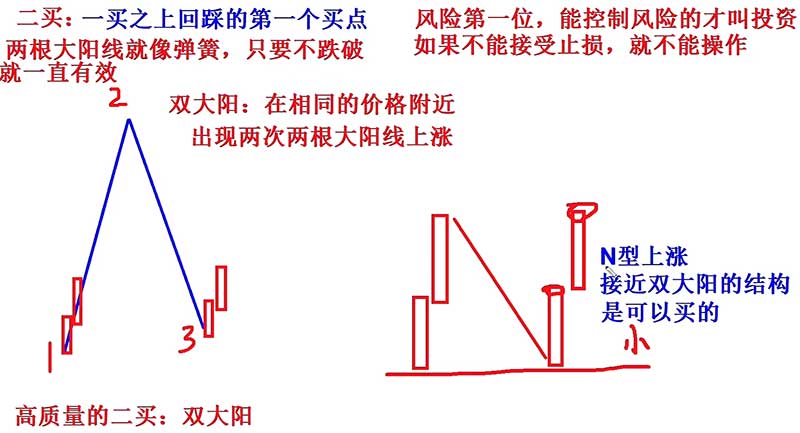 二买：一买之上回踩的第一个买点
两根大阳线就像弹簧，只要不跌破
就一直有效
风险第一位，能控制风险的才叫投资
如果不能接受止损，就不能操作
2
双大阳：在相同的价格附近
出现两次两根大阳线上涨
N型上涨
接近双大阳的结构
是可以买的
1
3
小
高质量的二买：双大阳